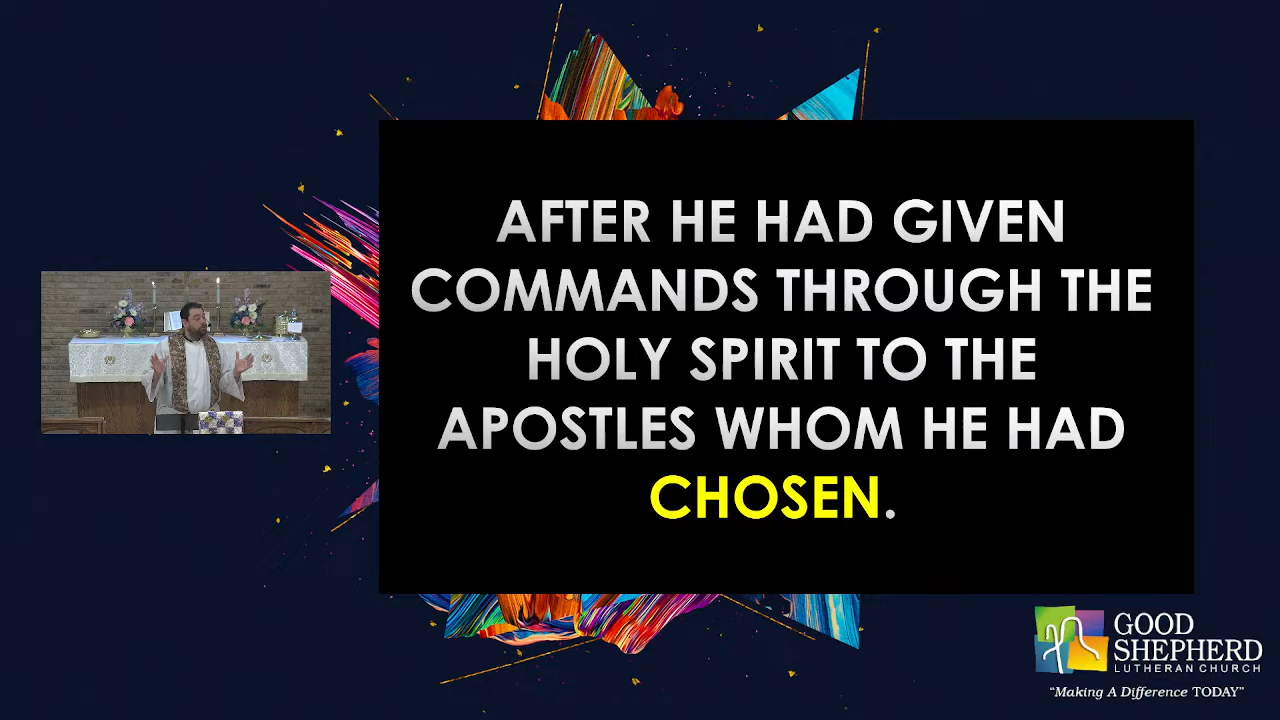 AFTER HE HAD GIVEN
COMMANDS THROUGH THE
HOLY SPIRIT TO THE
APOSTLES WHOM HE HAD
CHOSEN.
GOOD
SHEPHERD
LUTHERAN CHURCH
"Making A Difference TODAY"